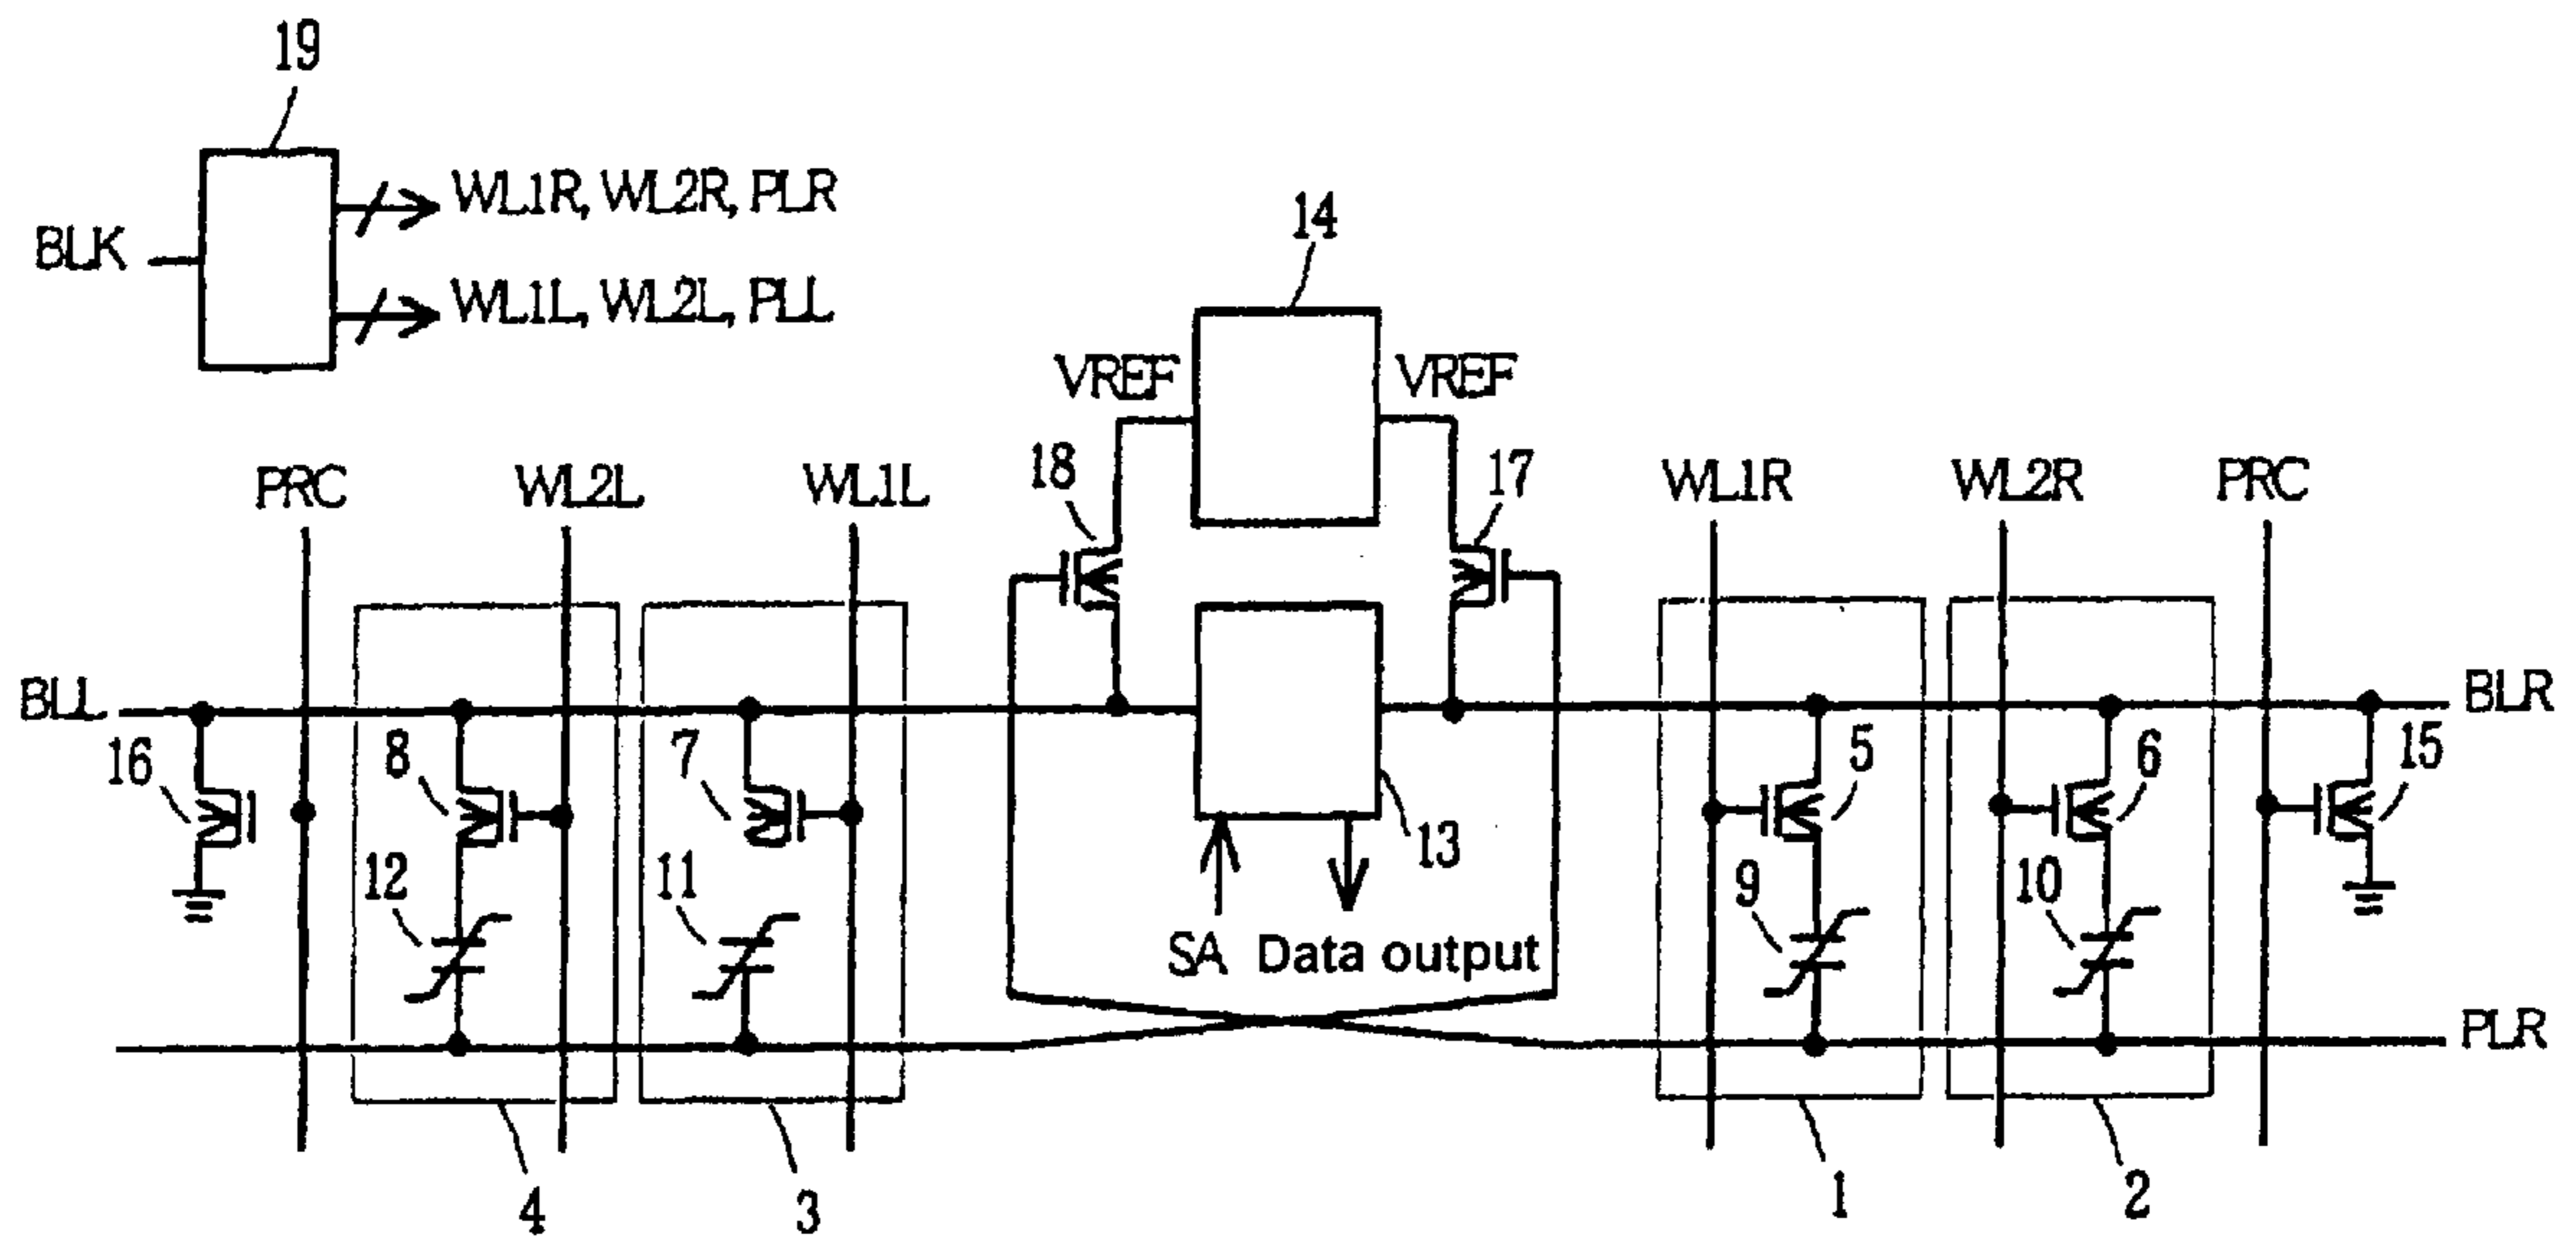 19
WL1R, WL2R, PLR
BLK
WL1L, WL2L, PLL
14
VREF VREF
PRC WL2L WL1L 18 17 WL1R WL2R PRC
BLL BLR
16 8 7 5 6 15
12 11 13 9 10
SA Data output
PLR
4 3 1 2